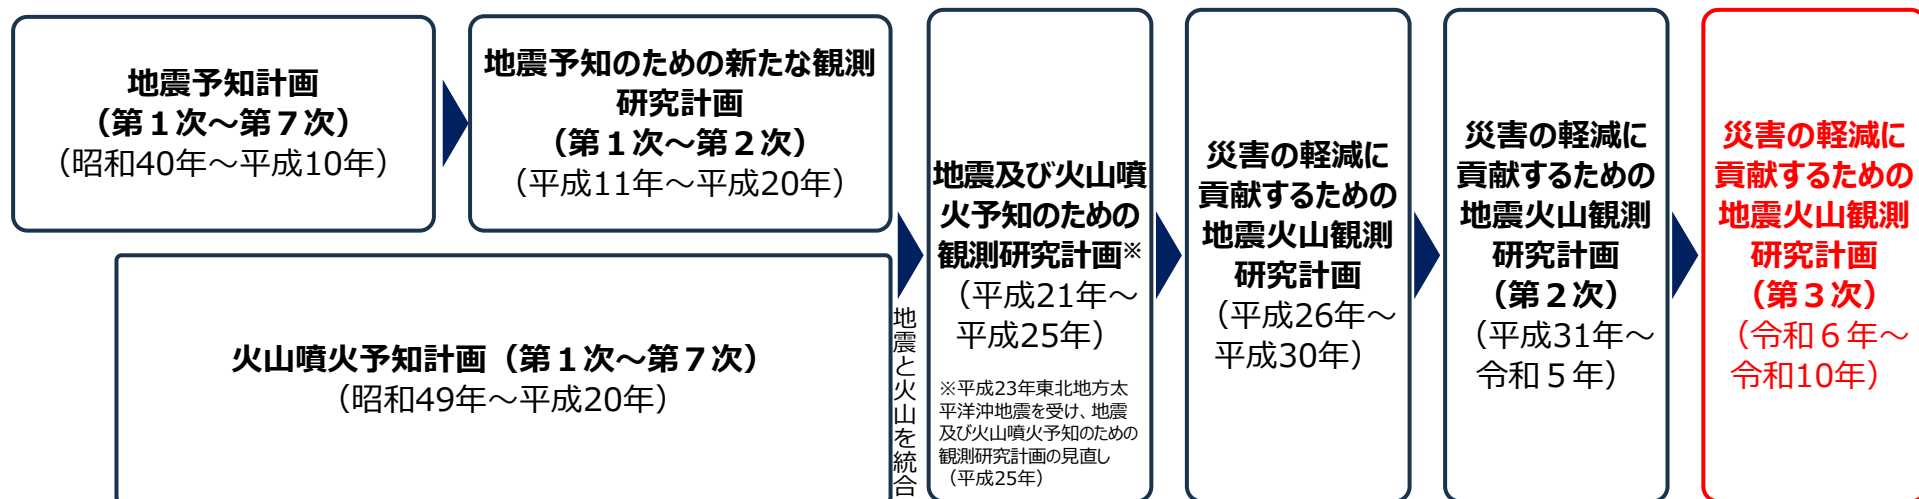 地震予知計画
（第１次～第７次）
（昭和40年～平成10年）
地震予知のための新たな観測
研究計画
（第１次～第２次）
（平成11年～平成20年）
火山噴火予知計画（第１次～第７次）
（昭和49年～平成20年）
地震と火山を統合
地震及び火山噴
火予知のための
観測研究計画※
（平成21年～
平成25年）
※平成23年東北地方太
平洋沖地震を受け、地震
及び火山噴火予知のための
観測研究計画の見直し
（平成25年）
災害の軽減に
貢献するための
地震火山観測
研究計画
（平成26年～
平成30年）
災害の軽減に
貢献するための
地震火山観測
研究計画
（第２次）
（平成31年～
令和５年）
災害の軽減に
貢献するための
地震火山観測
研究計画
（第３次）
（令和６年～
令和10年）